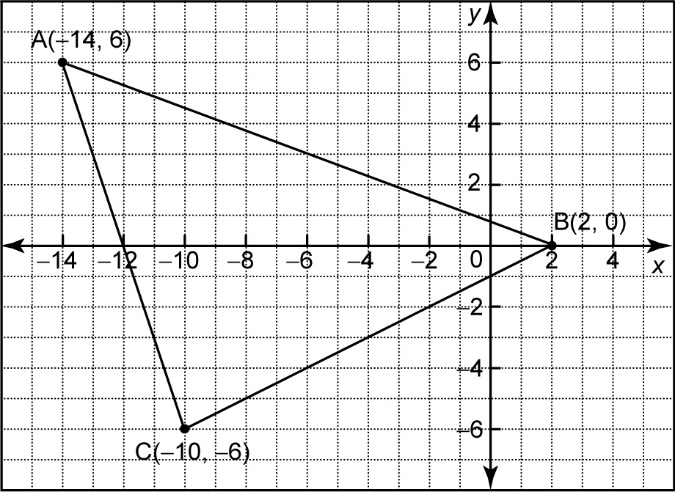 y
A(–14, 6)
6
4
2
B(2, 0)
–14 –12 –10 –8 –6 –4 –2 0 2 4 x
–2
–4
–6
C(–10, –6)